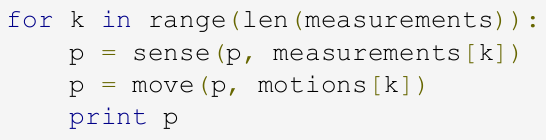 for k in range(len(measurements)):
    p = sense(p, measurements[k])
    p = move(p, motions[k])
    print p